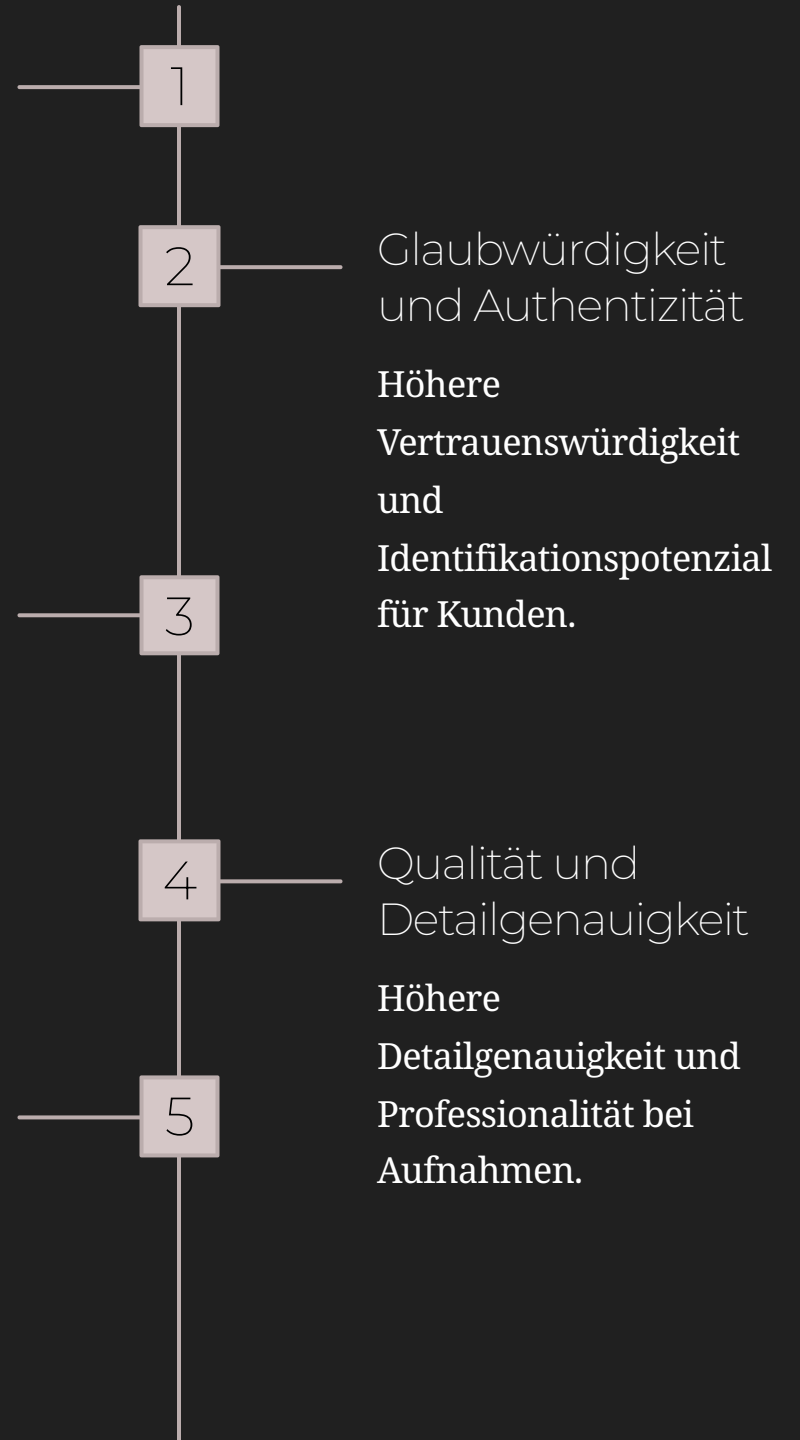 1
2
Glaubwürdigkeit
und Authentizität
Höhere
Vertrauenswürdigkeit
und
Identifikationspotenzial
für Kunden.
3
4
Qualität und
Detailgenauigkeit
Höhere
Detailgenauigkeit und
Professionalität bei
Aufnahmen.
5